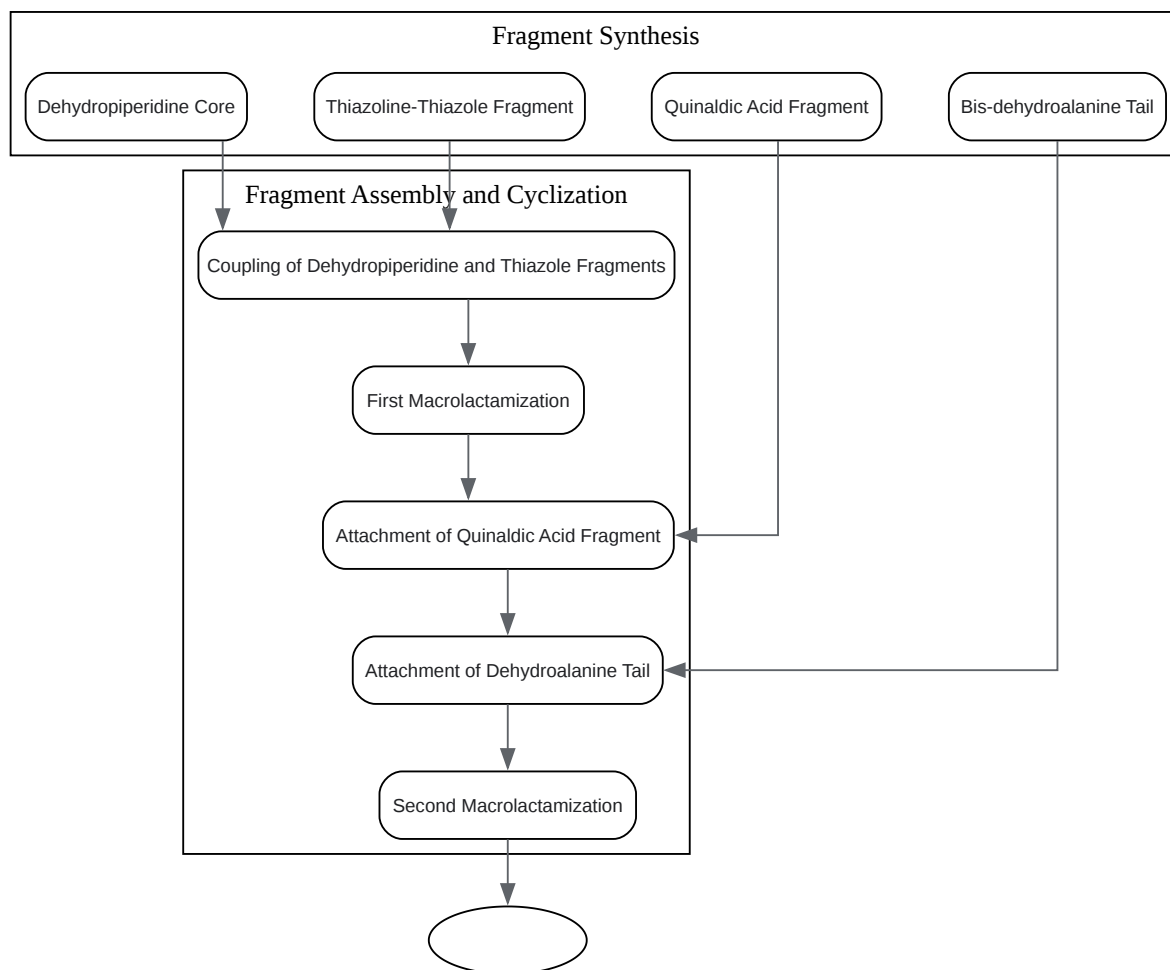 Fragment Synthesis
Dehydropiperidine Core
Thiazoline-Thiazole Fragment
Quinaldic Acid Fragment
Bis-dehydroalanine Tail
Fragment Assembly and Cyclization
Coupling of Dehydropiperidine and Thiazole Fragments
First Macrolactamization
Attachment of Quinaldic Acid Fragment
Attachment of Dehydroalanine Tail
Second Macrolactamization